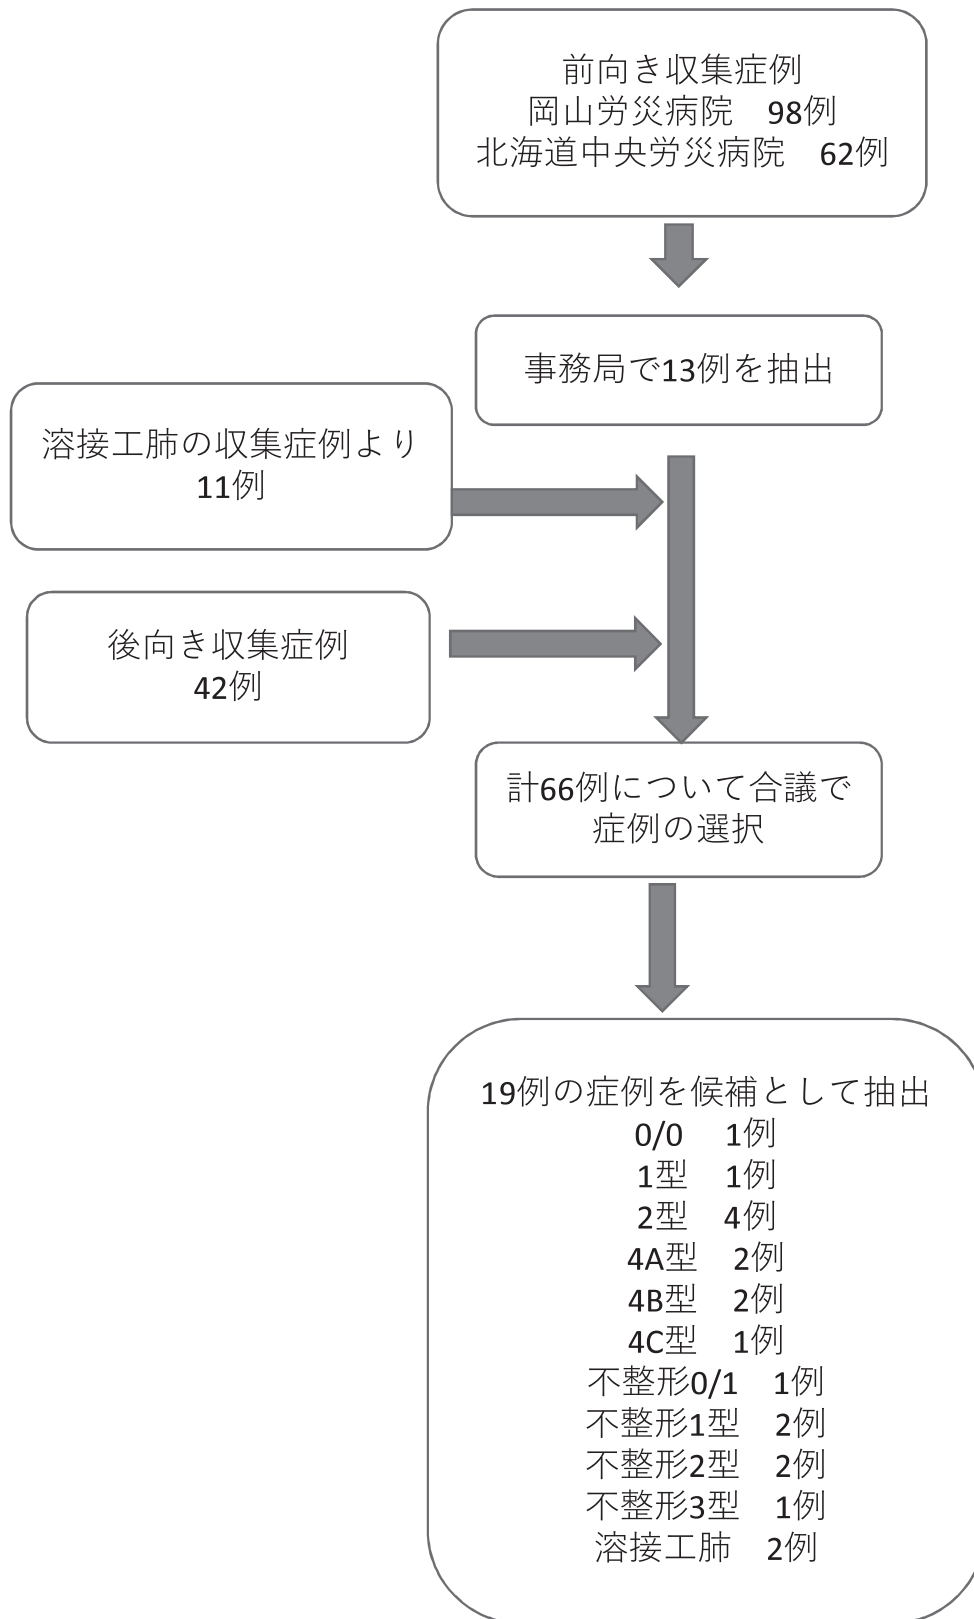 前向き収集症例
岡山労災病院　98例
北海道中央労災病院　62例
事務局で13例を抽出
溶接工肺の収集症例より
11例
後向き収集症例
42例
計66例について合議で
症例の選択
19例の症例を候補として抽出
0/0　1例
1型　1例
2型　4例
4A型　2例
4B型　2例
4C型　1例
不整形0/1　1例
不整形1型　2例
不整形2型　2例
不整形3型　1例
溶接工肺　2例